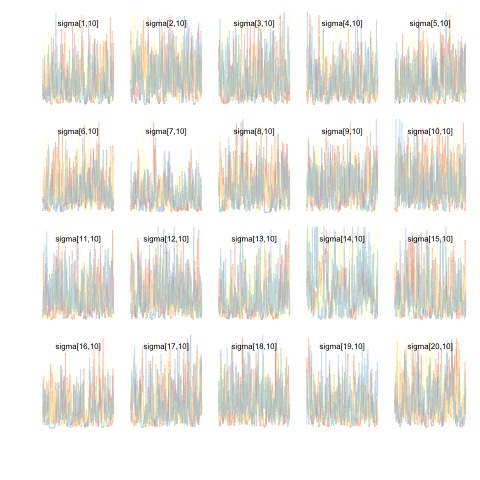 sigma[1,10] sigma[2,10] sigma[3,10] sigma[4,10] sigma[5,10]
sigma[6,10] sigma[7,10] sigma[8,10] sigma[9,10] sigma[10,10]
sigma[11,10] sigma[12,10] sigma[13,10] sigma[14,10] sigma[15,10]
sigma[16,10] sigma[17,10] sigma[18,10] sigma[19,10] sigma[20,10]